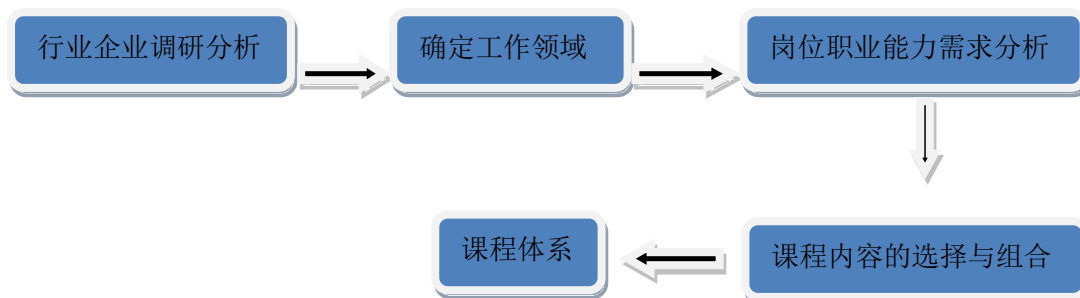 行业企业调研分析
确定工作领域
岗位职业能力需求分析
课程内容的选择与组合
课程体系